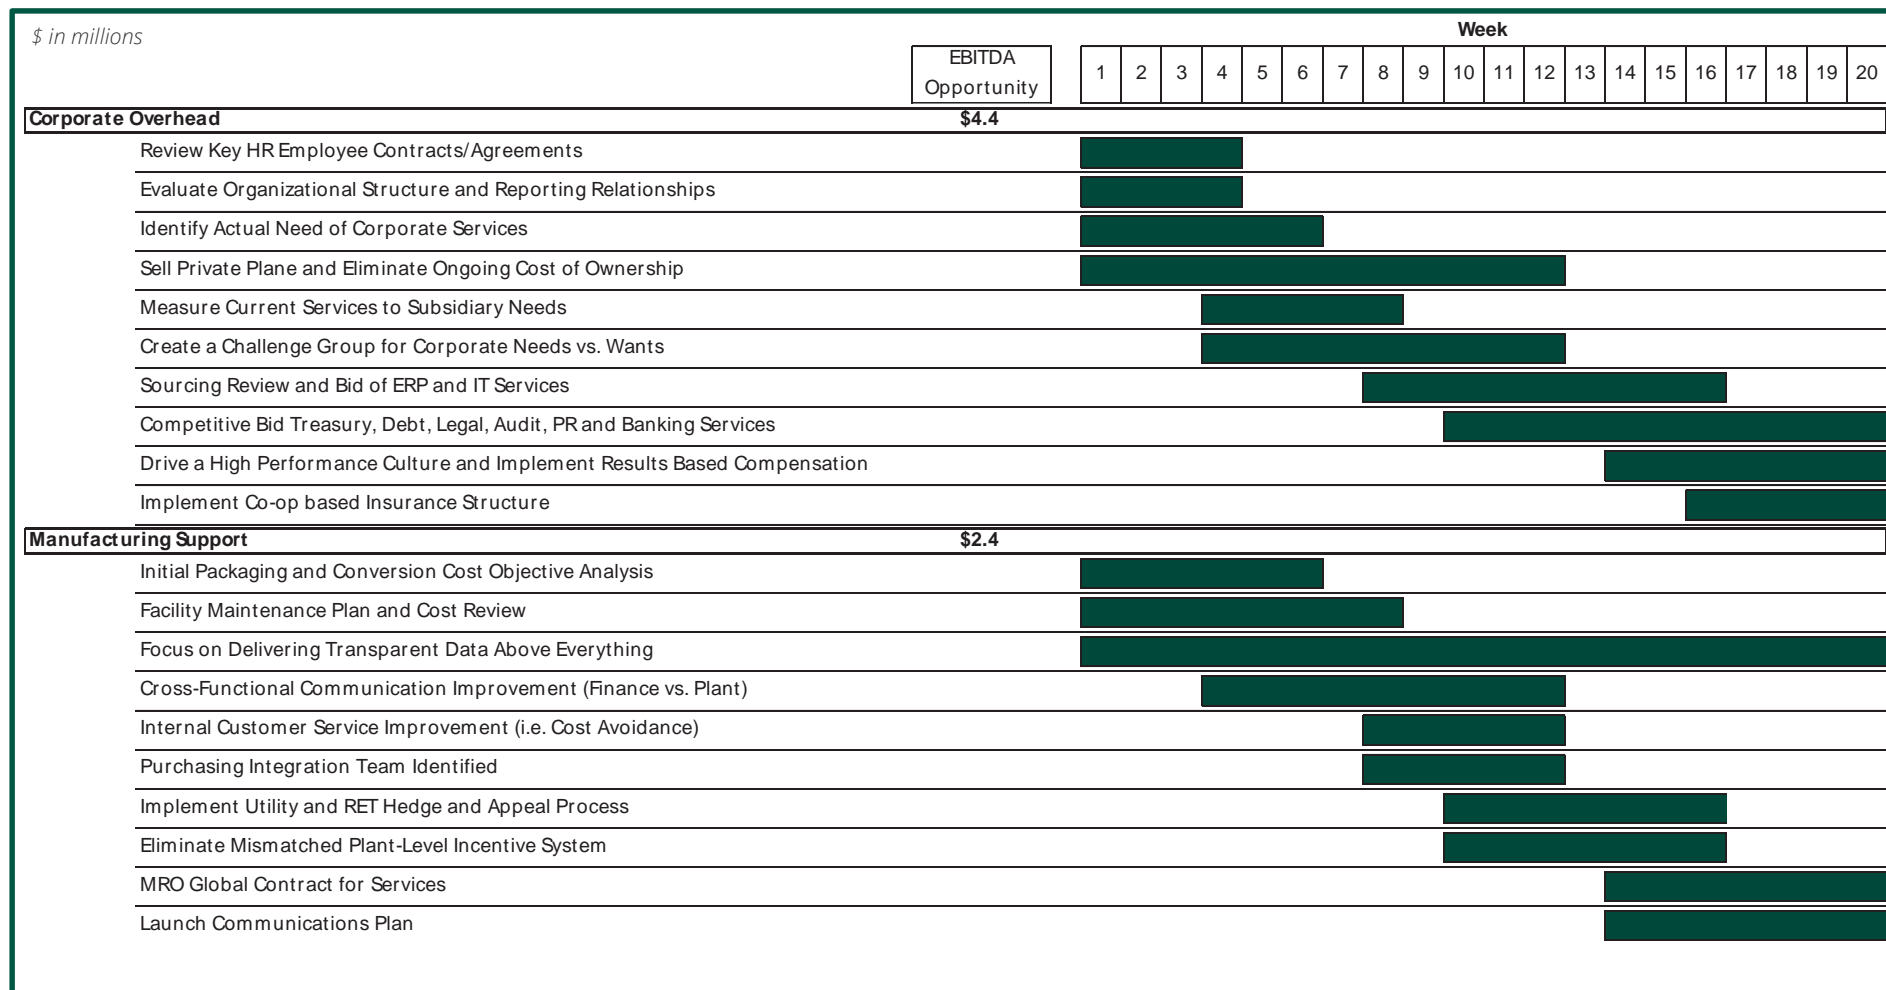 $ in millions
Week
EBITDA
Opportunity
1 2 3 4 5 6 7 8 9 10 11 12 13 14 15 16 17 18 19 20
Corporate Overhead $4.4
Review Key HR Employee Contracts/Agreements
Evaluate Organizational Structure and Reporting Relationships
Identify Actual Need of Corporate Services
Sell Private Plane and Eliminate Ongoing Cost of Ownership
Measure Current Services to Subsidiary Needs
Create a Challenge Group for Corporate Needs vs. Wants
Sourcing Review and Bid of ERP and IT Services
Competitive Bid Treasury, Debt, Legal, Audit, PR and Banking Services
Drive a High Performance Culture and Implement Results Based Compensation
Implement Co-op based Insurance Structure
Manufacturing Support $2.4
Initial Packaging and Conversion Cost Objective Analysis
Facility Maintenance Plan and Cost Review
Focus on Delivering Transparent Data Above Everything
Cross-Functional Communication Improvement (Finance vs. Plant)
Internal Customer Service Improvement (i.e. Cost Avoidance)
Purchasing Integration Team Identified
Implement Utility and RET Hedge and Appeal Process
Eliminate Mismatched Plant-Level Incentive System
MRO Global Contract for Services
Launch Communications Plan